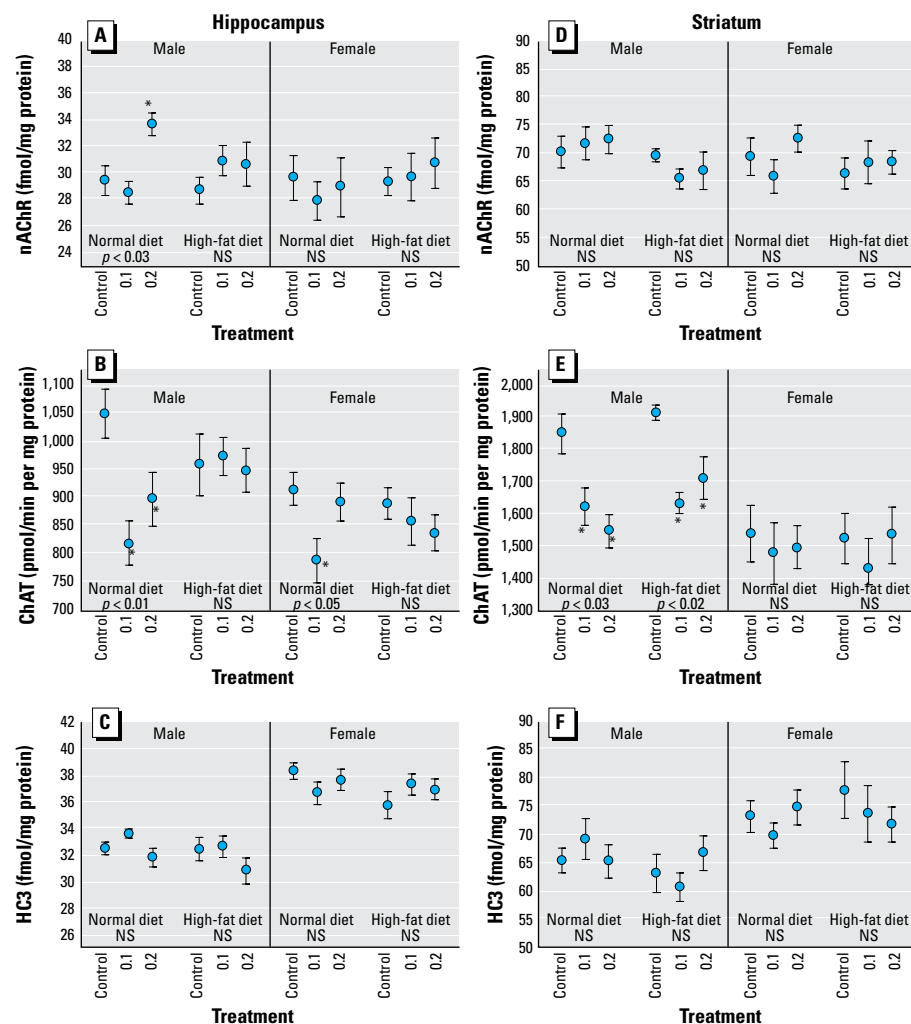 Hippocampus
A
Male
Female
nAChR (fmol/mg protein)
40
38
36
34
32
30
28
26
24
*
Normal diet
p < 0.03
High-fat diet
NS
Normal diet
NS
High-fat diet
NS
Control
0.1
0.2
Control
0.1
0.2
Control
0.1
0.2
Control
0.1
0.2
Treatment
Striatum
D
Male
Female
nAChR (fmol/mg protein)
90
85
80
75
70
65
60
55
50
Normal diet
NS
High-fat diet
NS
Normal diet
NS
High-fat diet
NS
Control
0.1
0.2
Control
0.1
0.2
Control
0.1
0.2
Control
0.1
0.2
Treatment
B
Male
Female
ChAT (pmol/min per mg protein)
1,100
1,050
1,000
950
900
850
800
750
700
*
*
*
Normal diet
p < 0.01
High-fat diet
NS
Normal diet
p < 0.05
High-fat diet
NS
Control
0.1
0.2
Control
0.1
0.2
Control
0.1
0.2
Control
0.1
0.2
Treatment
E
Male
Female
ChAT (pmol/min per mg protein)
2,000
1,900
1,800
1,700
1,600
1,500
1,400
1,300
*
*
*
*
Normal diet
p < 0.03
High-fat diet
p < 0.02
Normal diet
NS
High-fat diet
NS
Control
0.1
0.2
Control
0.1
0.2
Control
0.1
0.2
Control
0.1
0.2
Treatment
C
Male
Female
HC3 (fmol/mg protein)
42
40
38
36
34
32
30
28
26
Normal diet
NS
High-fat diet
NS
Normal diet
NS
High-fat diet
NS
Control
0.1
0.2
Control
0.1
0.2
Control
0.1
0.2
Control
0.1
0.2
Treatment
F
Male
Female
HC3 (fmol/mg protein)
90
85
80
75
70
65
60
55
50
Normal diet
NS
High-fat diet
NS
Normal diet
NS
High-fat diet
NS
Control
0.1
0.2
Control
0.1
0.2
Control
0.1
0.2
Control
0.1
0.2
Treatment